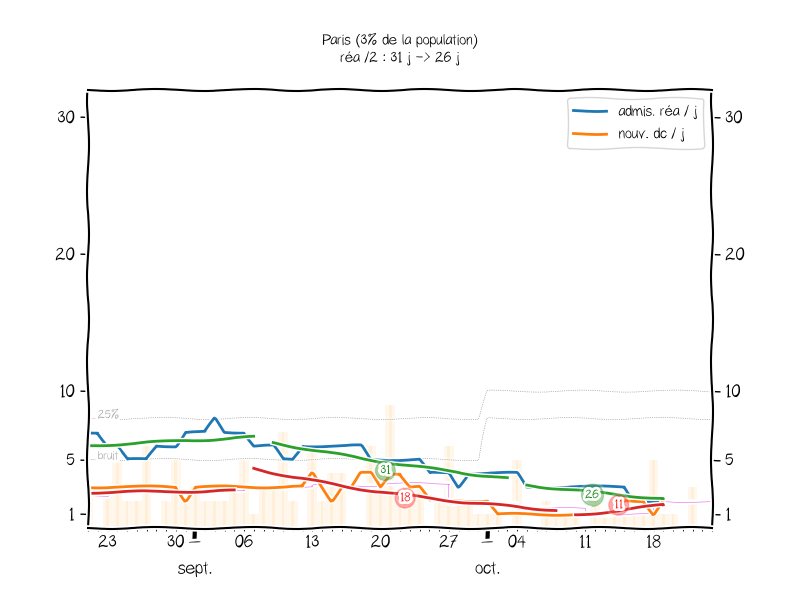 Paris (3% de la population)
réa /2 : 31 j -> 26 j
admis. réa / j
nouv. dc / j
30
30
20
20
10
10
25%
bruit
5
5
31
18
26
11
1
1
23 30 06 13 20 27 04 11 18
sept. oct.